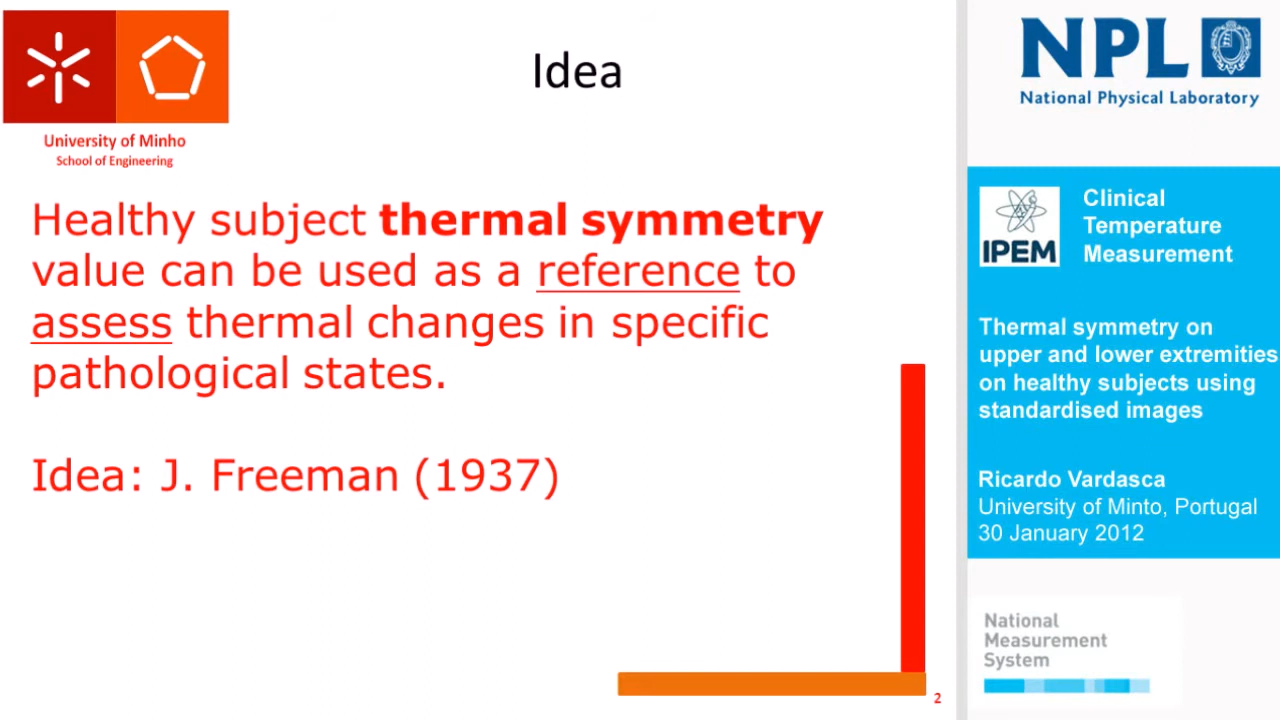 Idea
University of Minho
School of Engineering
Healthy subject thermal symmetry
value can be used as a reference to
assess thermal changes in specific
pathological states.
Idea: J. Freeman (1937)
2
NPL
National Physical Laboratory
IPEM
Clinical
Temperature
Measurement
Thermal symmetry on
upper and lower extremities
on healthy subjects using
standardised images
Ricardo Vardasca
University of Minto, Portugal
30 January 2012
National
Measurement
System